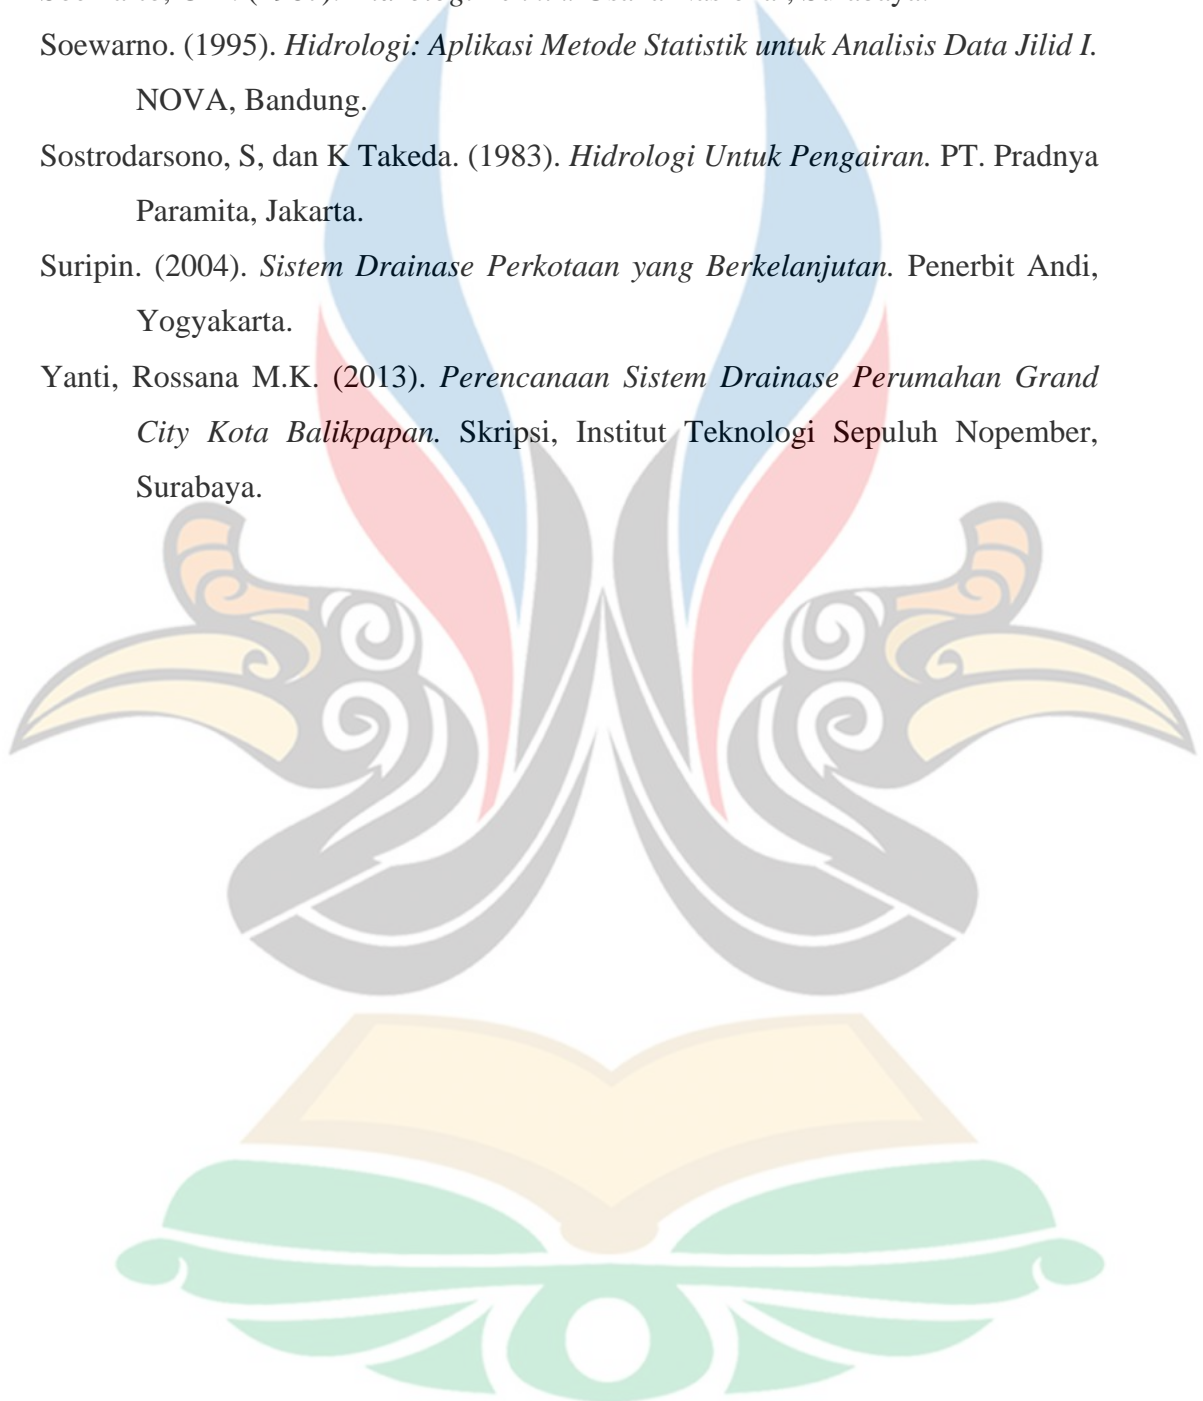 Soewarno. (1995). Hidrologi: Aplikasi Metode Statistik untuk Analisis Data Jilid I.
NOVA, Bandung.
Sostrodarsono, S, dan K Takeda. (1983). Hidrologi Untuk Pengairan. PT. Pradnya
Paramita, Jakarta.
Suripin. (2004). Sistem Drainase Perkotaan yang Berkelanjutan. Penerbit Andi,
Yogyakarta.
Yanti, Rossana M.K. (2013). Perencanaan Sistem Drainase Perumahan Grand
City Kota Balikpapan. Skripsi, Institut Teknologi Sepuluh Nopember,
Surabaya.